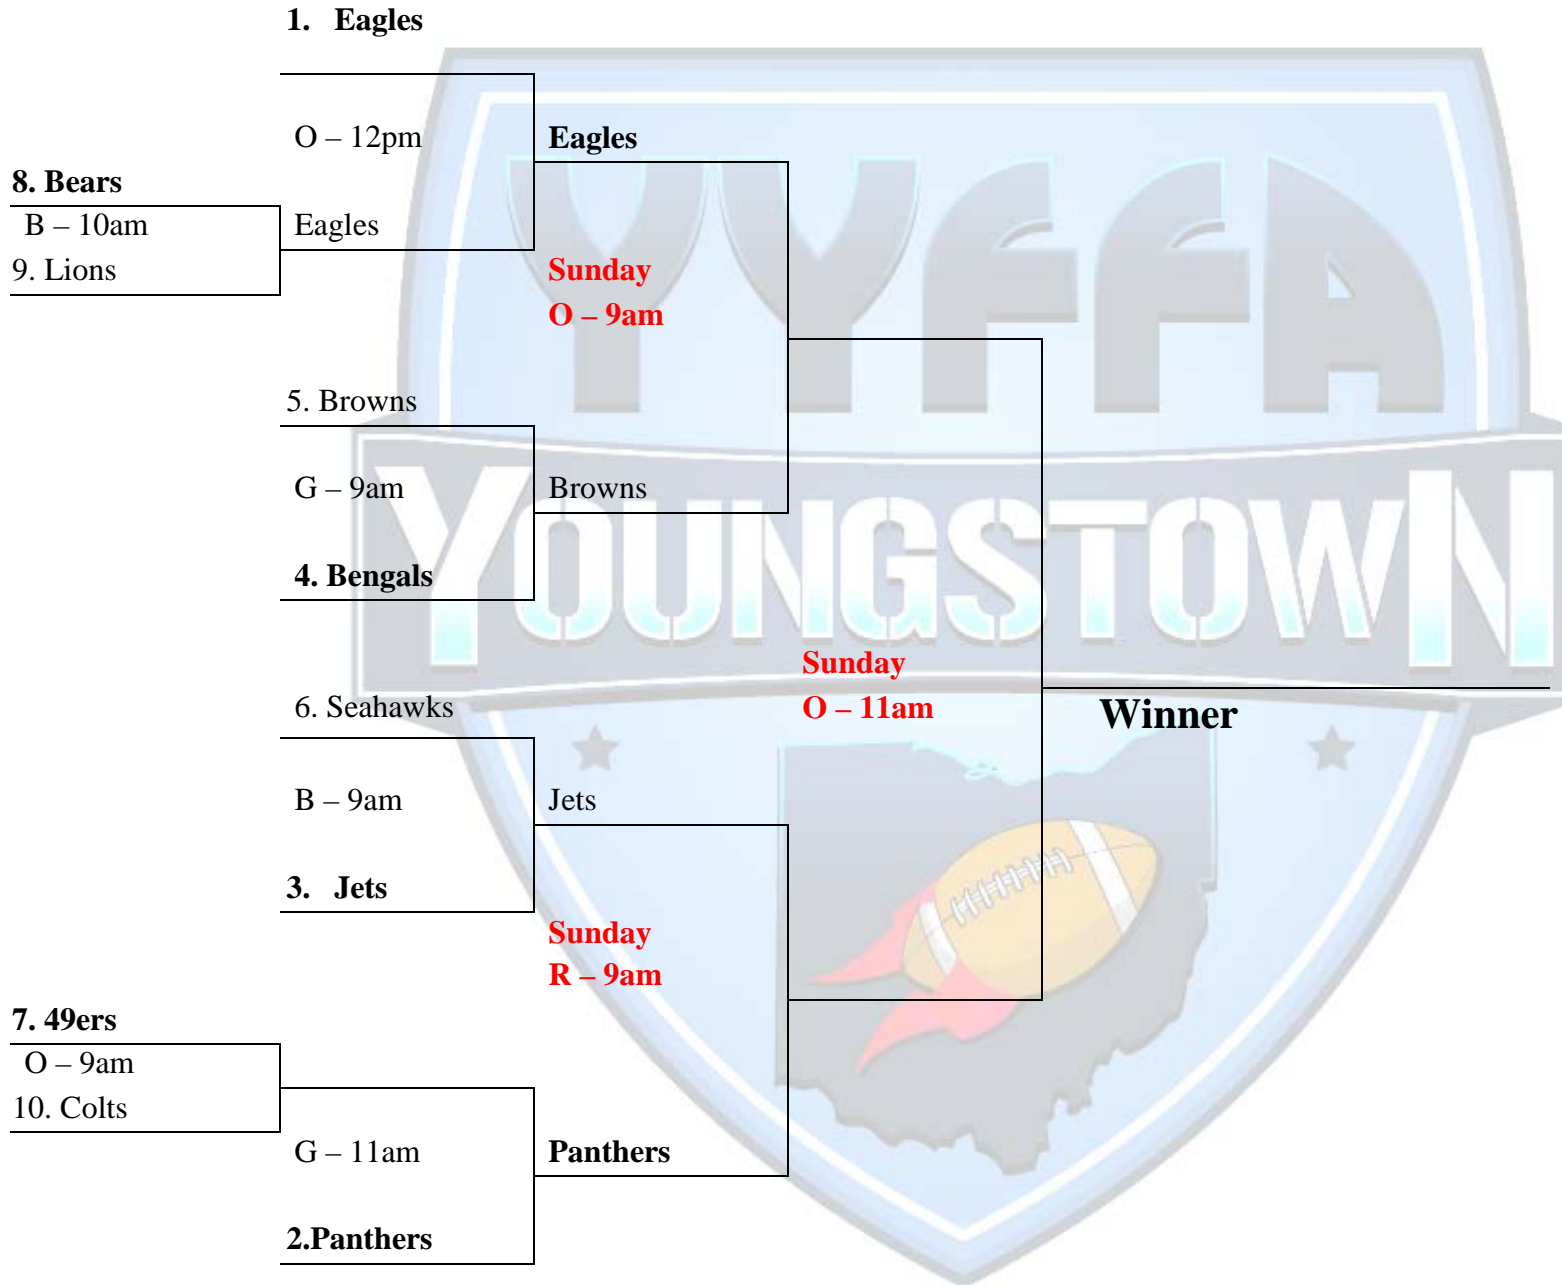 1. Eagles
O – 12pm
Eagles
8. Bears
B – 10am
Eagles
9. Lions
Sunday
O – 9am
5. Browns
G – 9am
Browns
4. Bengals
Sunday
O – 11am
Winner
6. Seahawks
B – 9am
Jets
3. Jets
Sunday
R – 9am
7. 49ers
O – 9am
10. Colts
G – 11am
Panthers
2.Panthers
YYFFA
YOUNGSTOWN